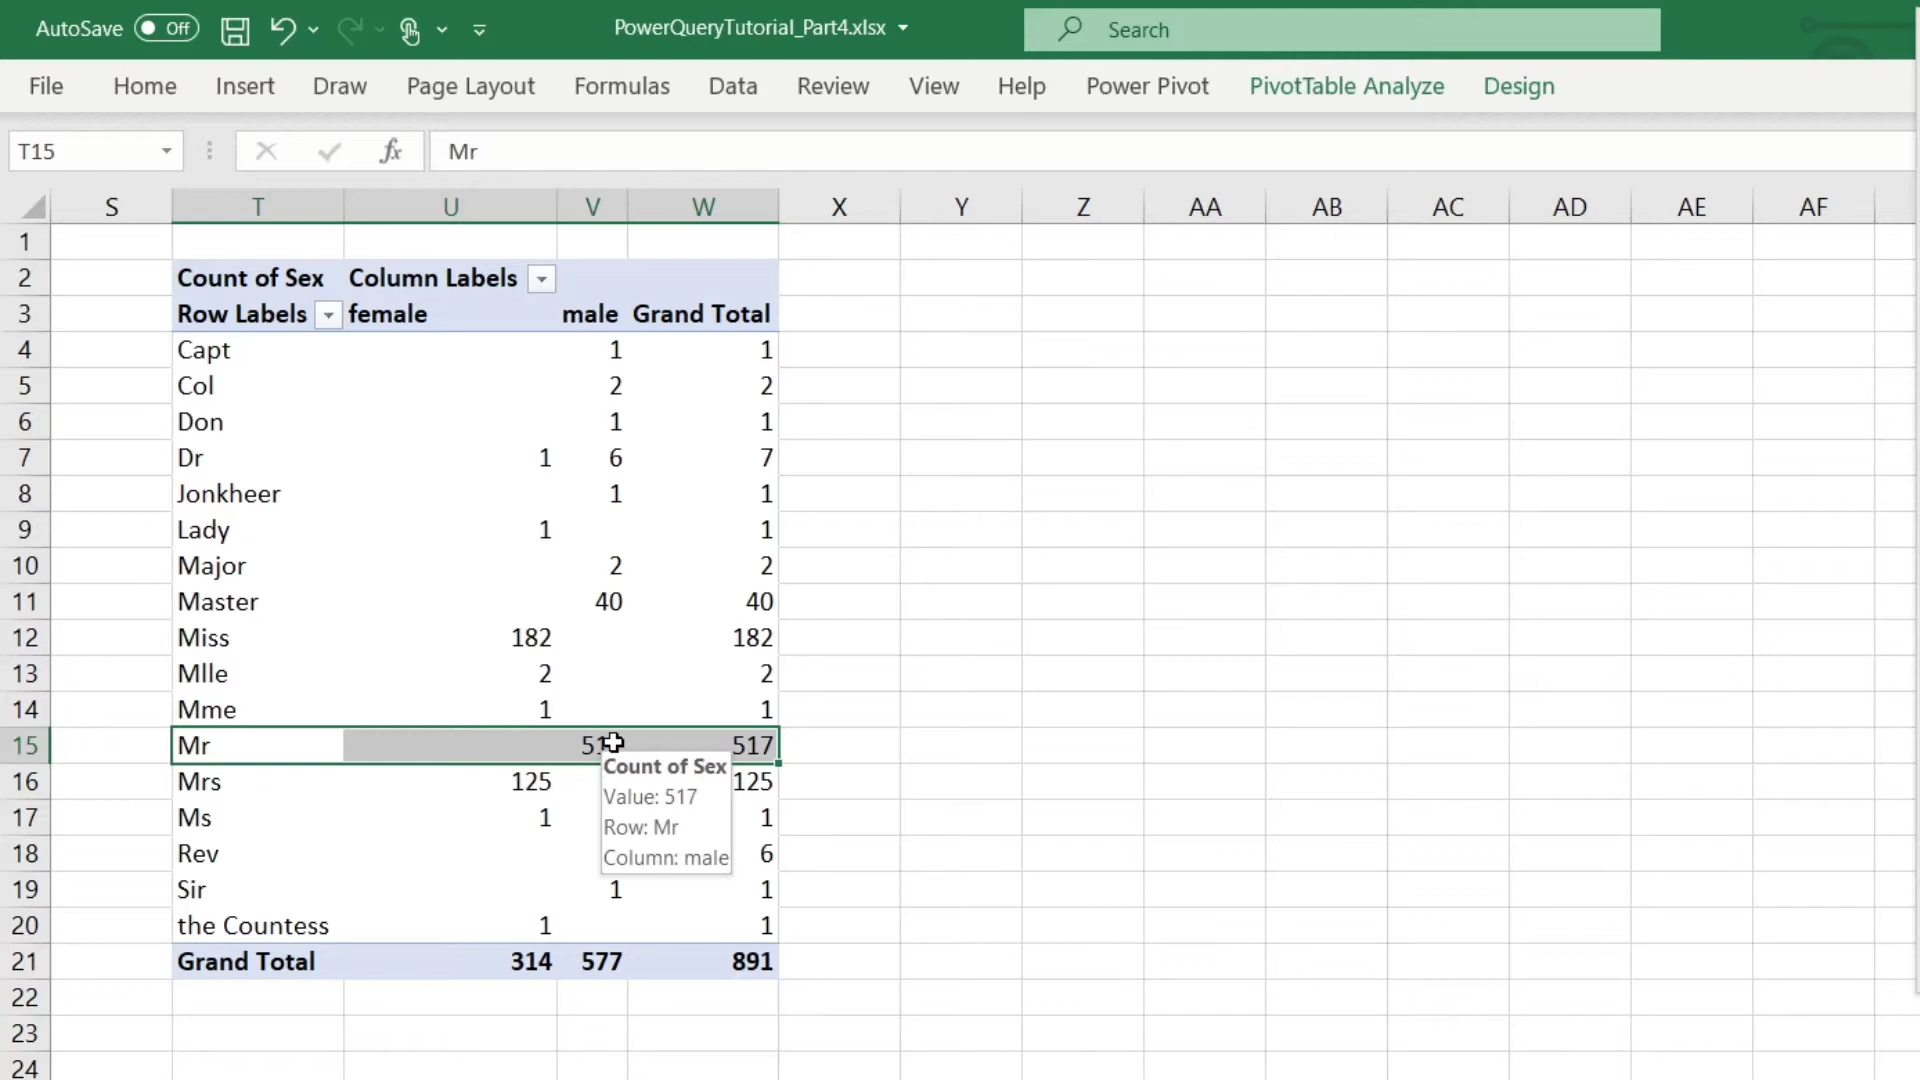 AutoSave Off PowerQueryTutorial_Part4.xlsx Search
File Home Insert Draw Page Layout Formulas Data Review View Help Power Pivot PivotTable Analyze Design
T15 fx Mr
S T U V W X Y Z AA AB AC AD AE AF
1
2 Count of Sex Column Labels
3 Row Labels female male Grand Total
4 Capt 1 1
5 Col 2 2
6 Don 1 1
7 Dr 1 6 7
8 Jonkheer 1 1
9 Lady 1 1
10 Major 2 2
11 Master 40 40
12 Miss 182 182
13 Mlle 2 2
14 Mme 1 1
15 Mr 517
16 Mrs 125 125
17 Ms 1 1
18 Rev 6
19 Sir 1 1
20 the Countess 1 1
21 Grand Total 314 577 891
22
23
24
Count of Sex
Value: 517
Row: Mr
Column: male